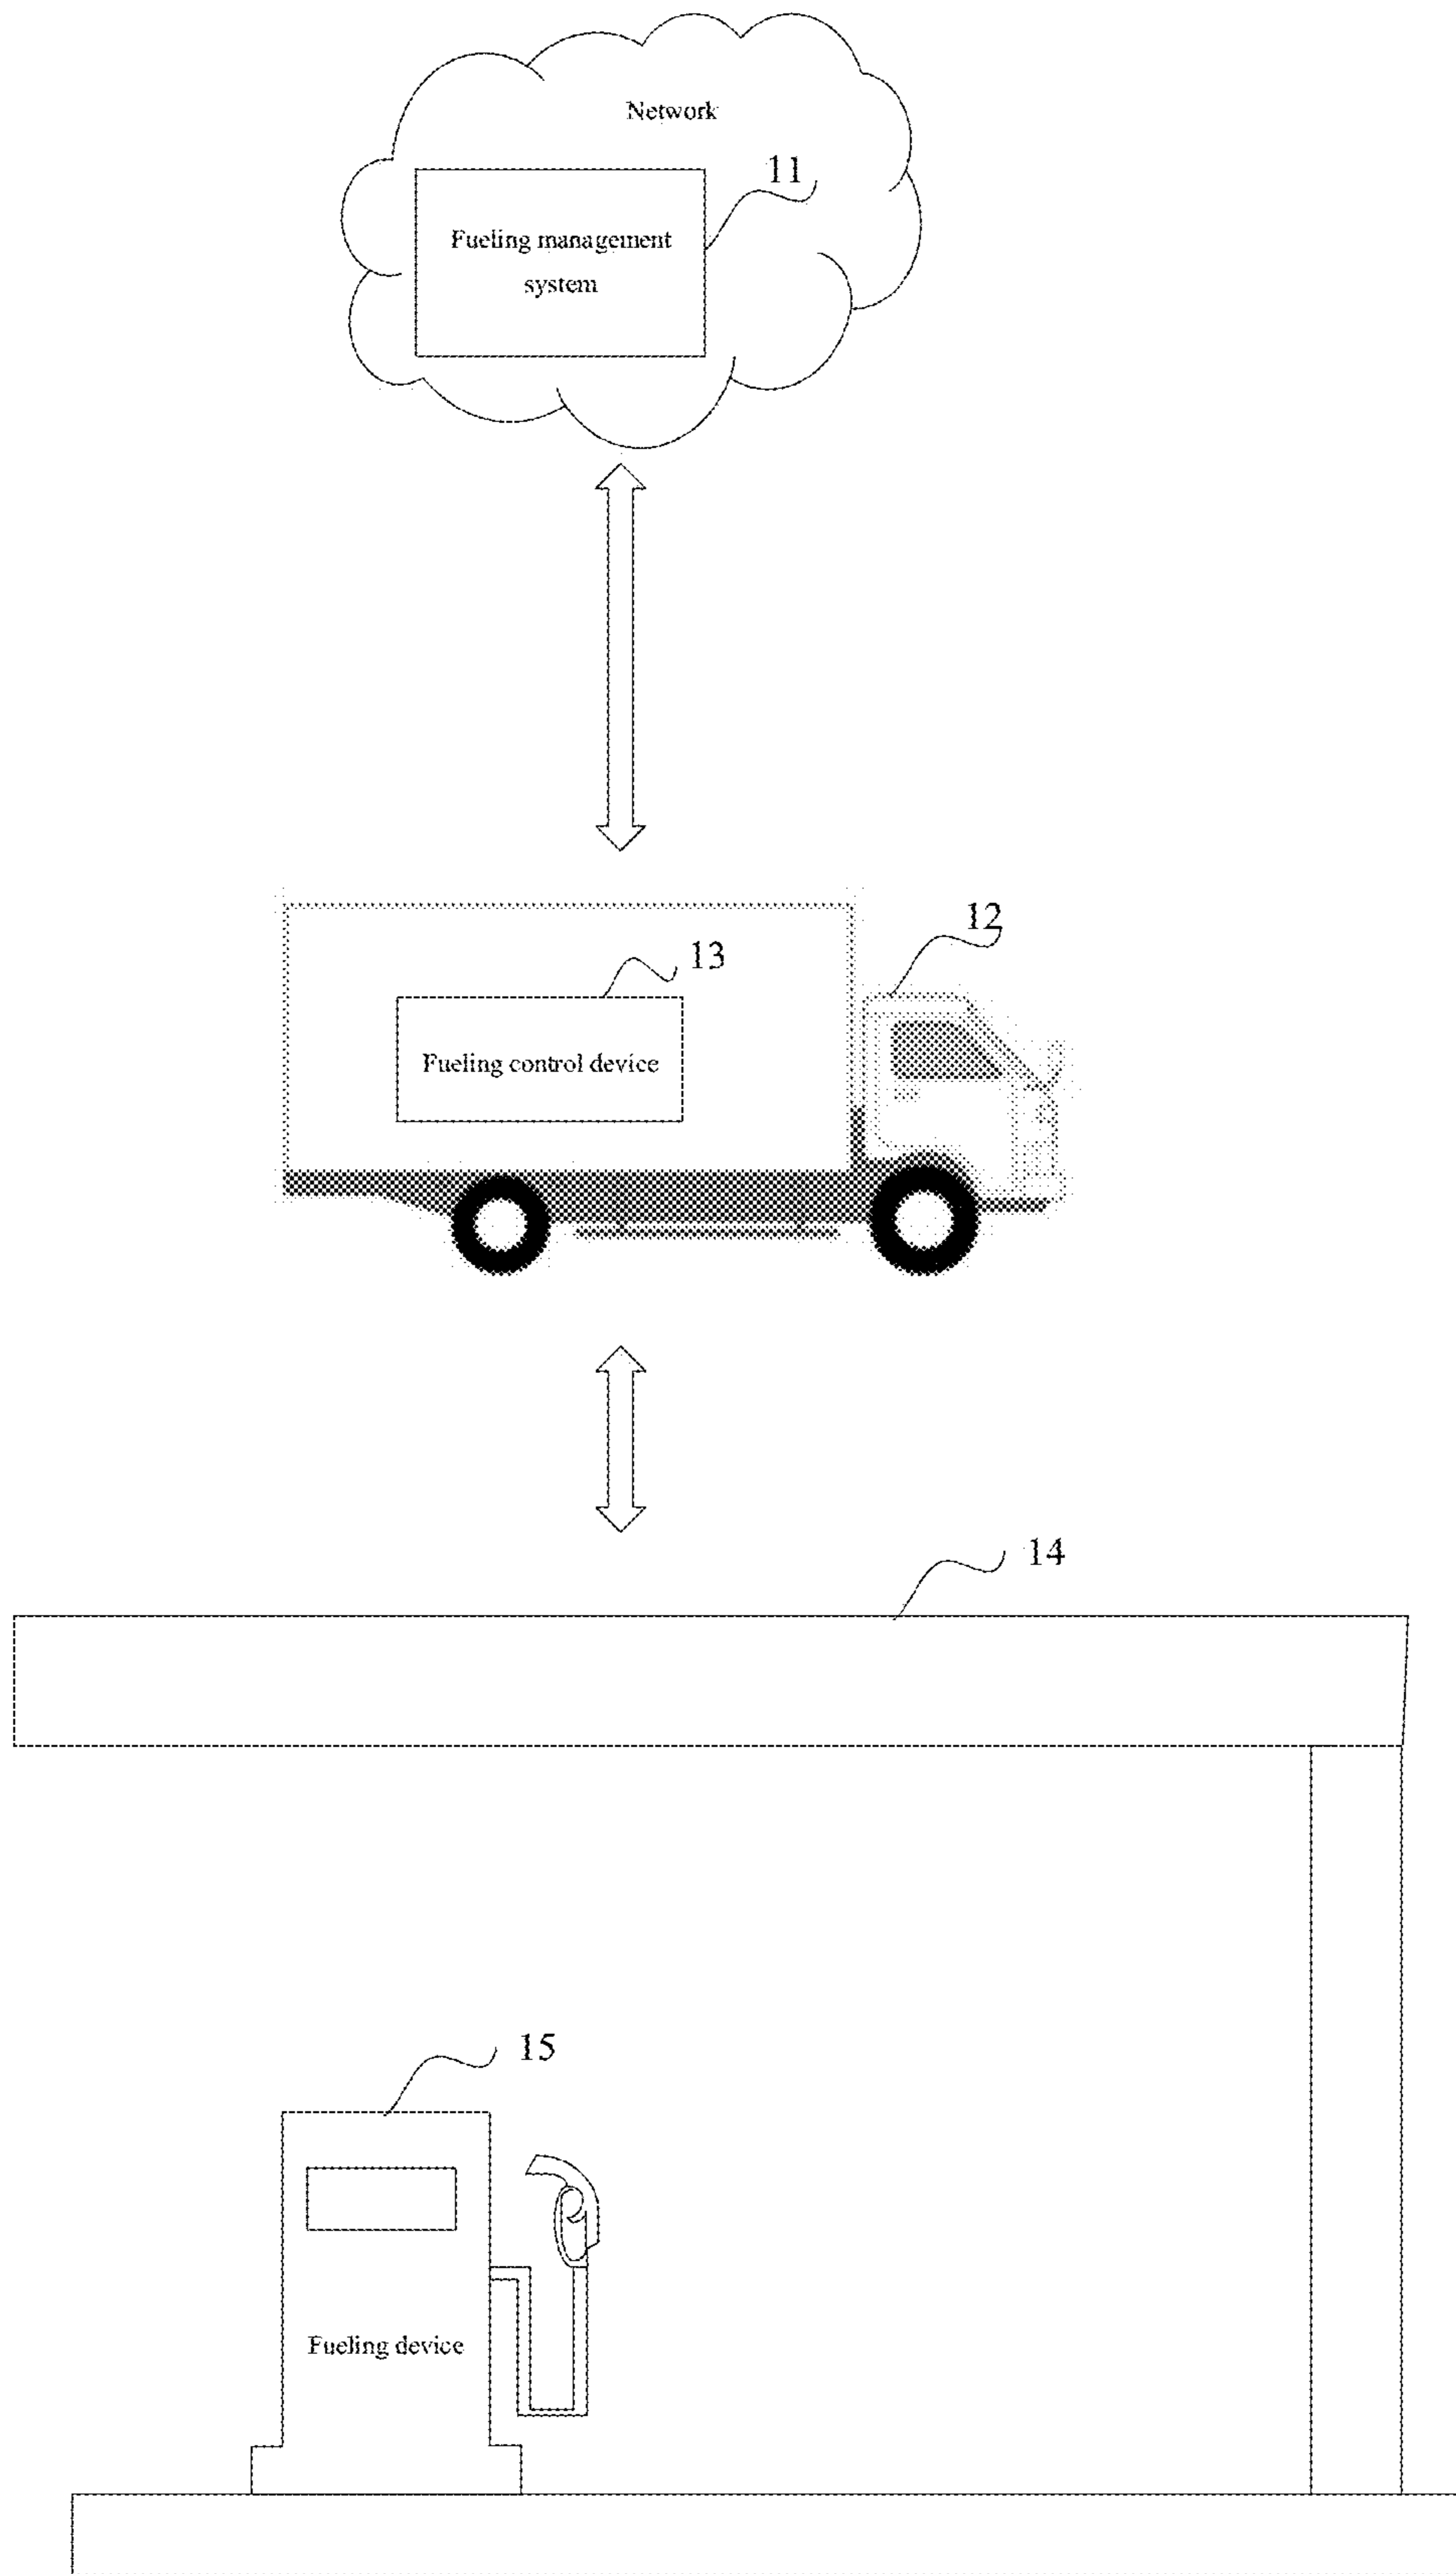 Network
11
Fueling management
system
12
13
Fueling control device
14
15
Fueling device